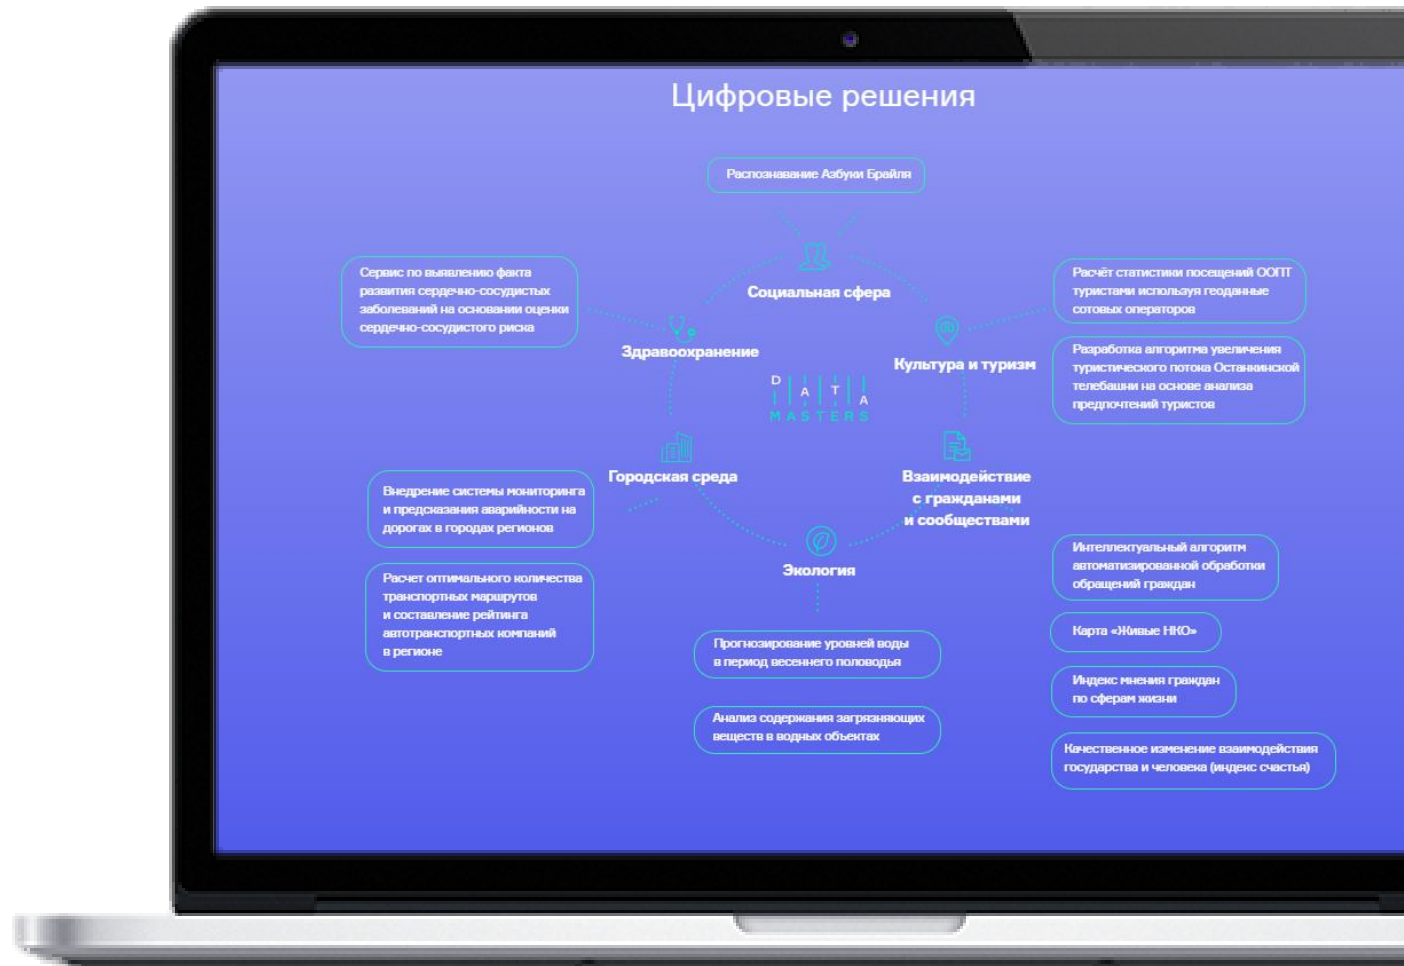 Цифровые решения
Распознавание Азбуки Брайля
Социальная сфера
Сервис по выявлению факта
развития сердечно-сосудистых
заболеваний на основании оценки
сердечно-сосудистого риска
Здравоохранение
Расчёт статистики посещений ООПТ
туристами используя геоданные
сотовых операторов
Культура и туризм
Разработка алгоритма увеличения
туристического потока Останкинской
телебашни на основе анализа
предпочтений туристов
DATA
MASTERS
Городская среда
Внедрение системы мониторинга
и предсказания аварийности на
дорогах в городах регионов
Расчет оптимального количества
транспортных маршрутов
и составление рейтинга
автотранспортных компаний
в регионе
Взаимодействие
с гражданами
и сообществами
Экология
Прогнозирование уровней воды
в период весеннего половодья
Анализ содержания загрязняющих
веществ в водных объектах
Интеллектуальный алгоритм
автоматизированной обработки
обращений граждан
Карта «Живые НКО»
Индекс мнения граждан
по сферам жизни
Качественное изменение взаимодействия
государства и человека (индекс счастья)